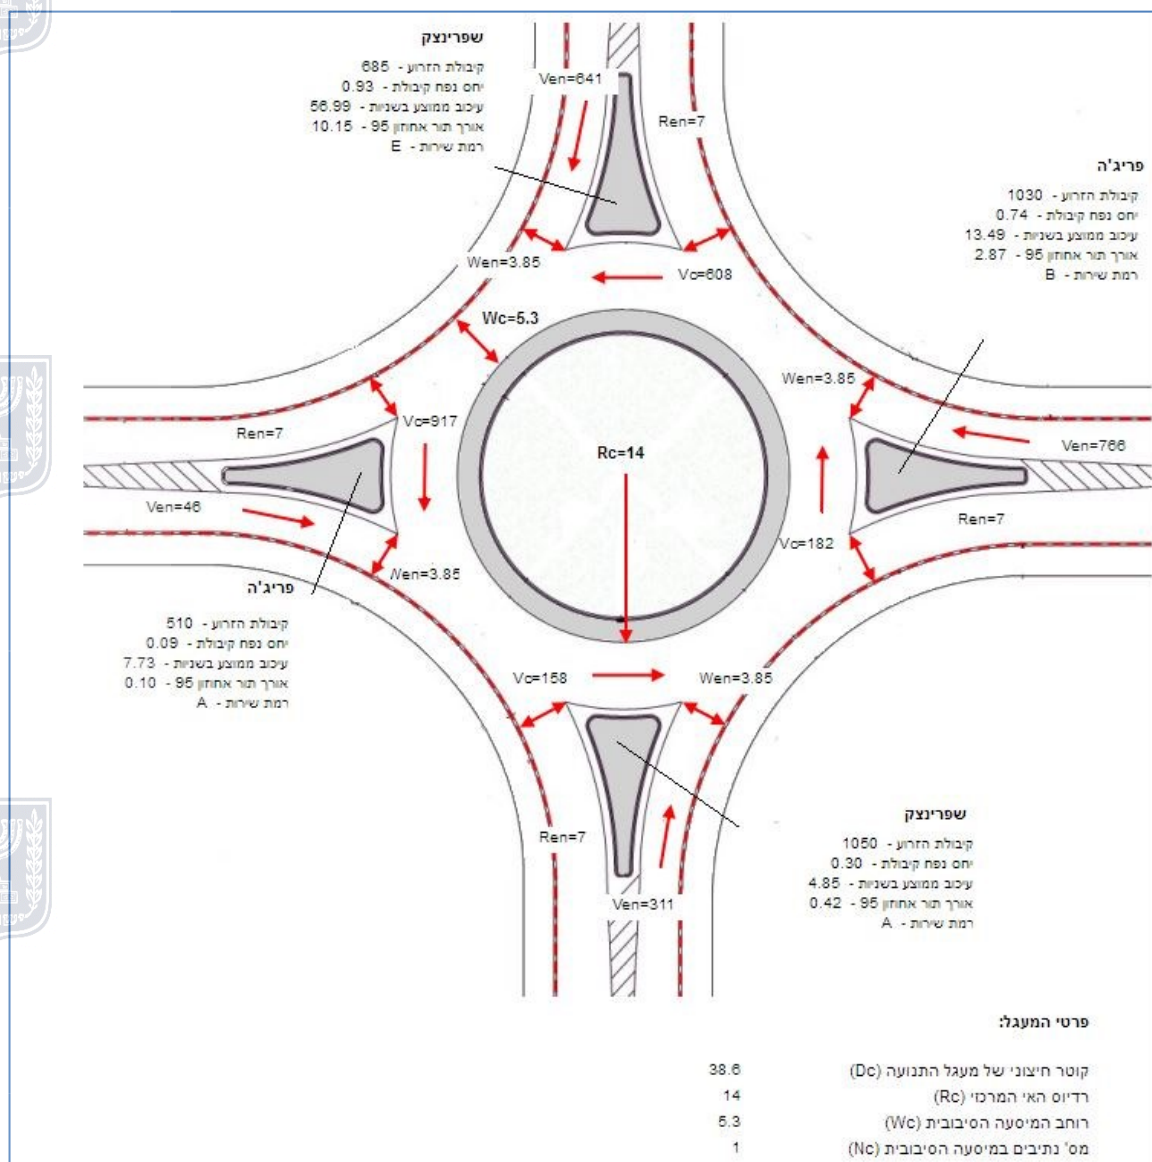 שפרינצק
קיבולת הזרוע - 685
יחס נפח קיבולת - 0.93
עיכוב ממוצע בשניות - 56.99
אורך תור אחוזון 95 - 10.15
רמת שירות - E
Ven=641
Ren=7
פריג'ה
קיבולת הזרוע - 1030
יחס נפח קיבולת - 0.74
עיכוב ממוצע בשניות - 13.49
אורך תור אחוזון 95 - 2.87
רמת שירות - B
Wen=3.85
Vc=608
Wc=5.3
Wen=3.85
Vc=917
Ren=7
Rc=14
Ven=766
Ven=46
Ren=7
Vc=182
Wen=3.85
פריג'ה
קיבולת הזרוע - 510
יחס נפח קיבולת - 0.09
עיכוב ממוצע בשניות - 7.73
אורך תור אחוזון 95 - 0.10
רמת שירות - A
Vc=158
Wen=3.85
Ren=7
Ven=311
שפרינצק
קיבולת הזרוע - 1050
יחס נפח קיבולת - 0.30
עיכוב ממוצע בשניות - 4.85
אורך תור אחוזון 95 - 0.42
רמת שירות - A
פרטי המעגל:
קוטר חיצוני של מעגל התנועה (Dc) 38.6
רדיוס האי המרכזי (Rc) 14
רוחב המיסעה הסיבובית (Wc) 5.3
מס' נתיבים במיסעה הסיבובית (Nc) 1